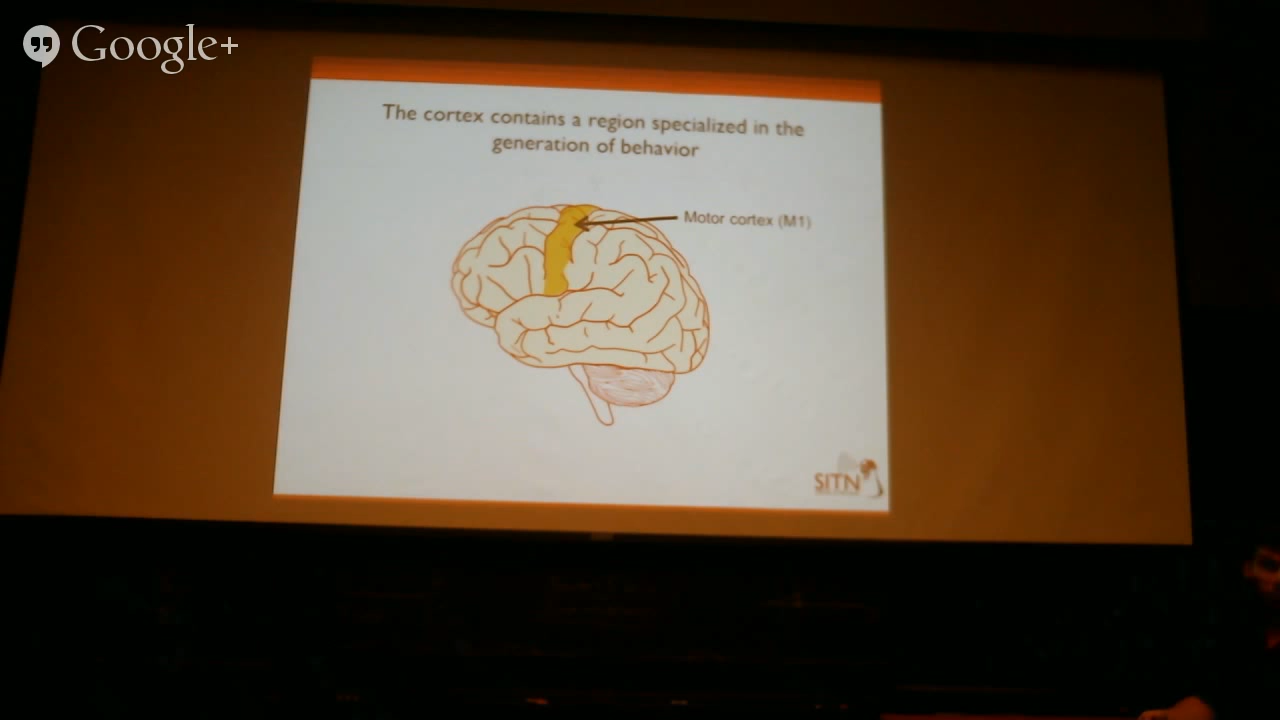 Google+
The cortex contains a region specialized in the
generation of behavior
Motor cortex (M1)
SITN